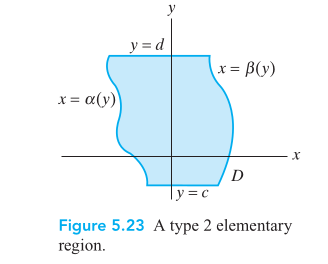 y
y = d
x = β(y)
x = α(y)
x
D
y = c
Figure 5.23 A type 2 elementary
region.